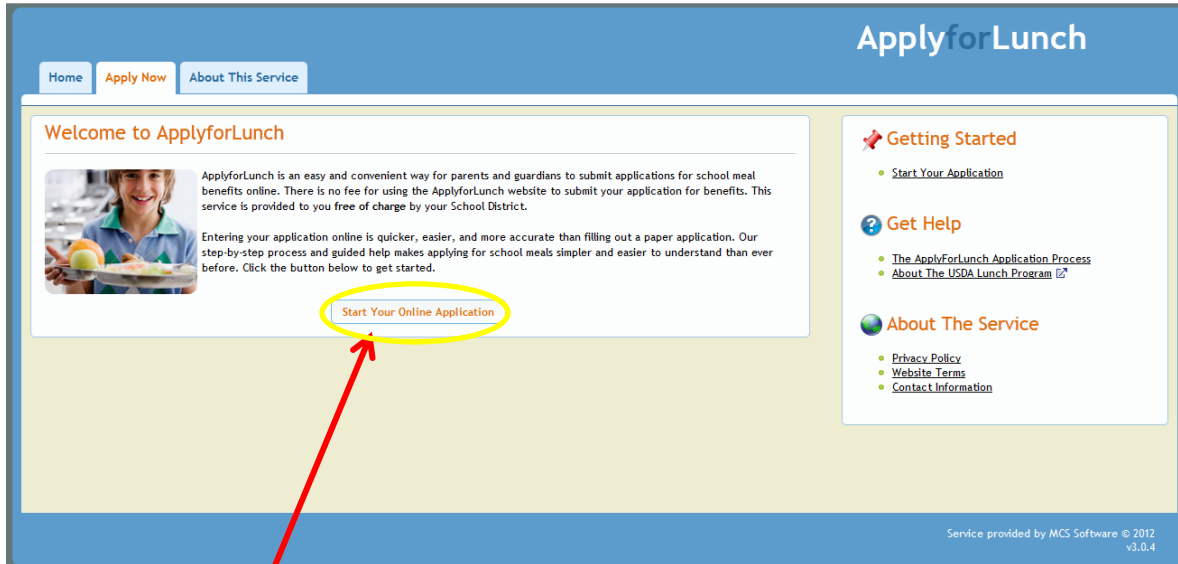 ApplyforLunch
Home
Apply Now
About This Service
Welcome to ApplyforLunch
ApplyforLunch is an easy and convenient way for parents and guardians to submit applications for school meal
benefits online. There is no fee for using the ApplyforLunch website to submit your application for benefits. This
service is provided to you free of charge by your School District.
Entering your application online is quicker, easier, and more accurate than filling out a paper application. Our
step-by-step process and guided help makes applying for school meals simpler and easier to understand than ever
before. Click the button below to get started.
Start Your Online Application
Getting Started
Start Your Application
Get Help
The ApplyForLunch Application Process
About The USDA Lunch Program
About The Service
Privacy Policy
Website Terms
Contact Information
Service provided by MCS Software © 2012
v3.0.4